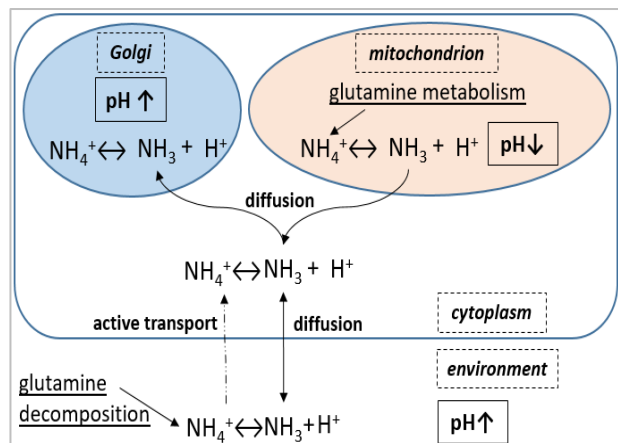 Golgi
pH ↑
NH₄⁺ ↔ NH₃ + H⁺
mitochondrion
glutamine metabolism
NH₄⁺ ↔ NH₃ + H⁺
pH↓
diffusion
NH₄⁺ ↔ NH₃ + H⁺
active transport
diffusion
cytoplasm
environment
pH↑
glutamine
decomposition
NH₄⁺ ↔ NH₃+H⁺